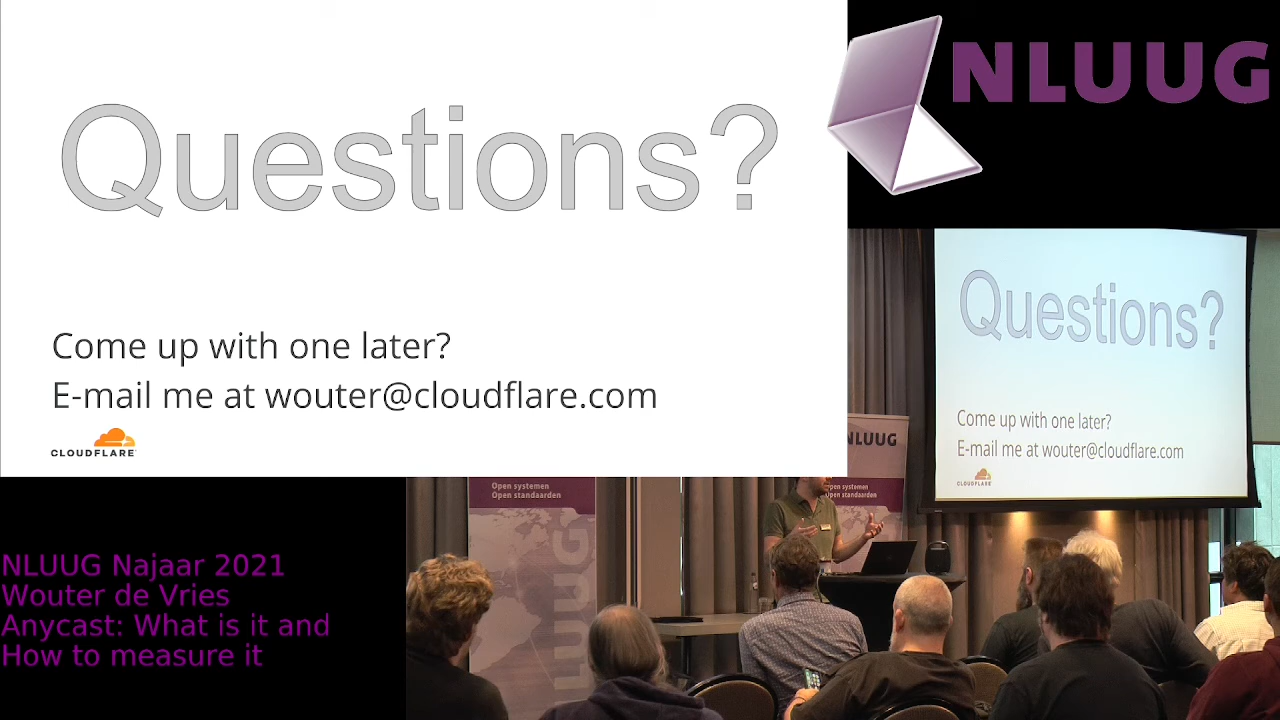 Questions?
Come up with one later?
E-mail me at wouter@cloudflare.com
CLOUDFLARE
NLUUG
Questions?
Come up with one later?
E-mail me at wouter@cloudflare.com
CLOUDFLARE
NLUUG
Open systemen
Open standaarden
Open systemen
Open standaarden
NLUUG
NLUUG Najaar 2021
Wouter de Vries
Anycast: What is it and
How to measure it